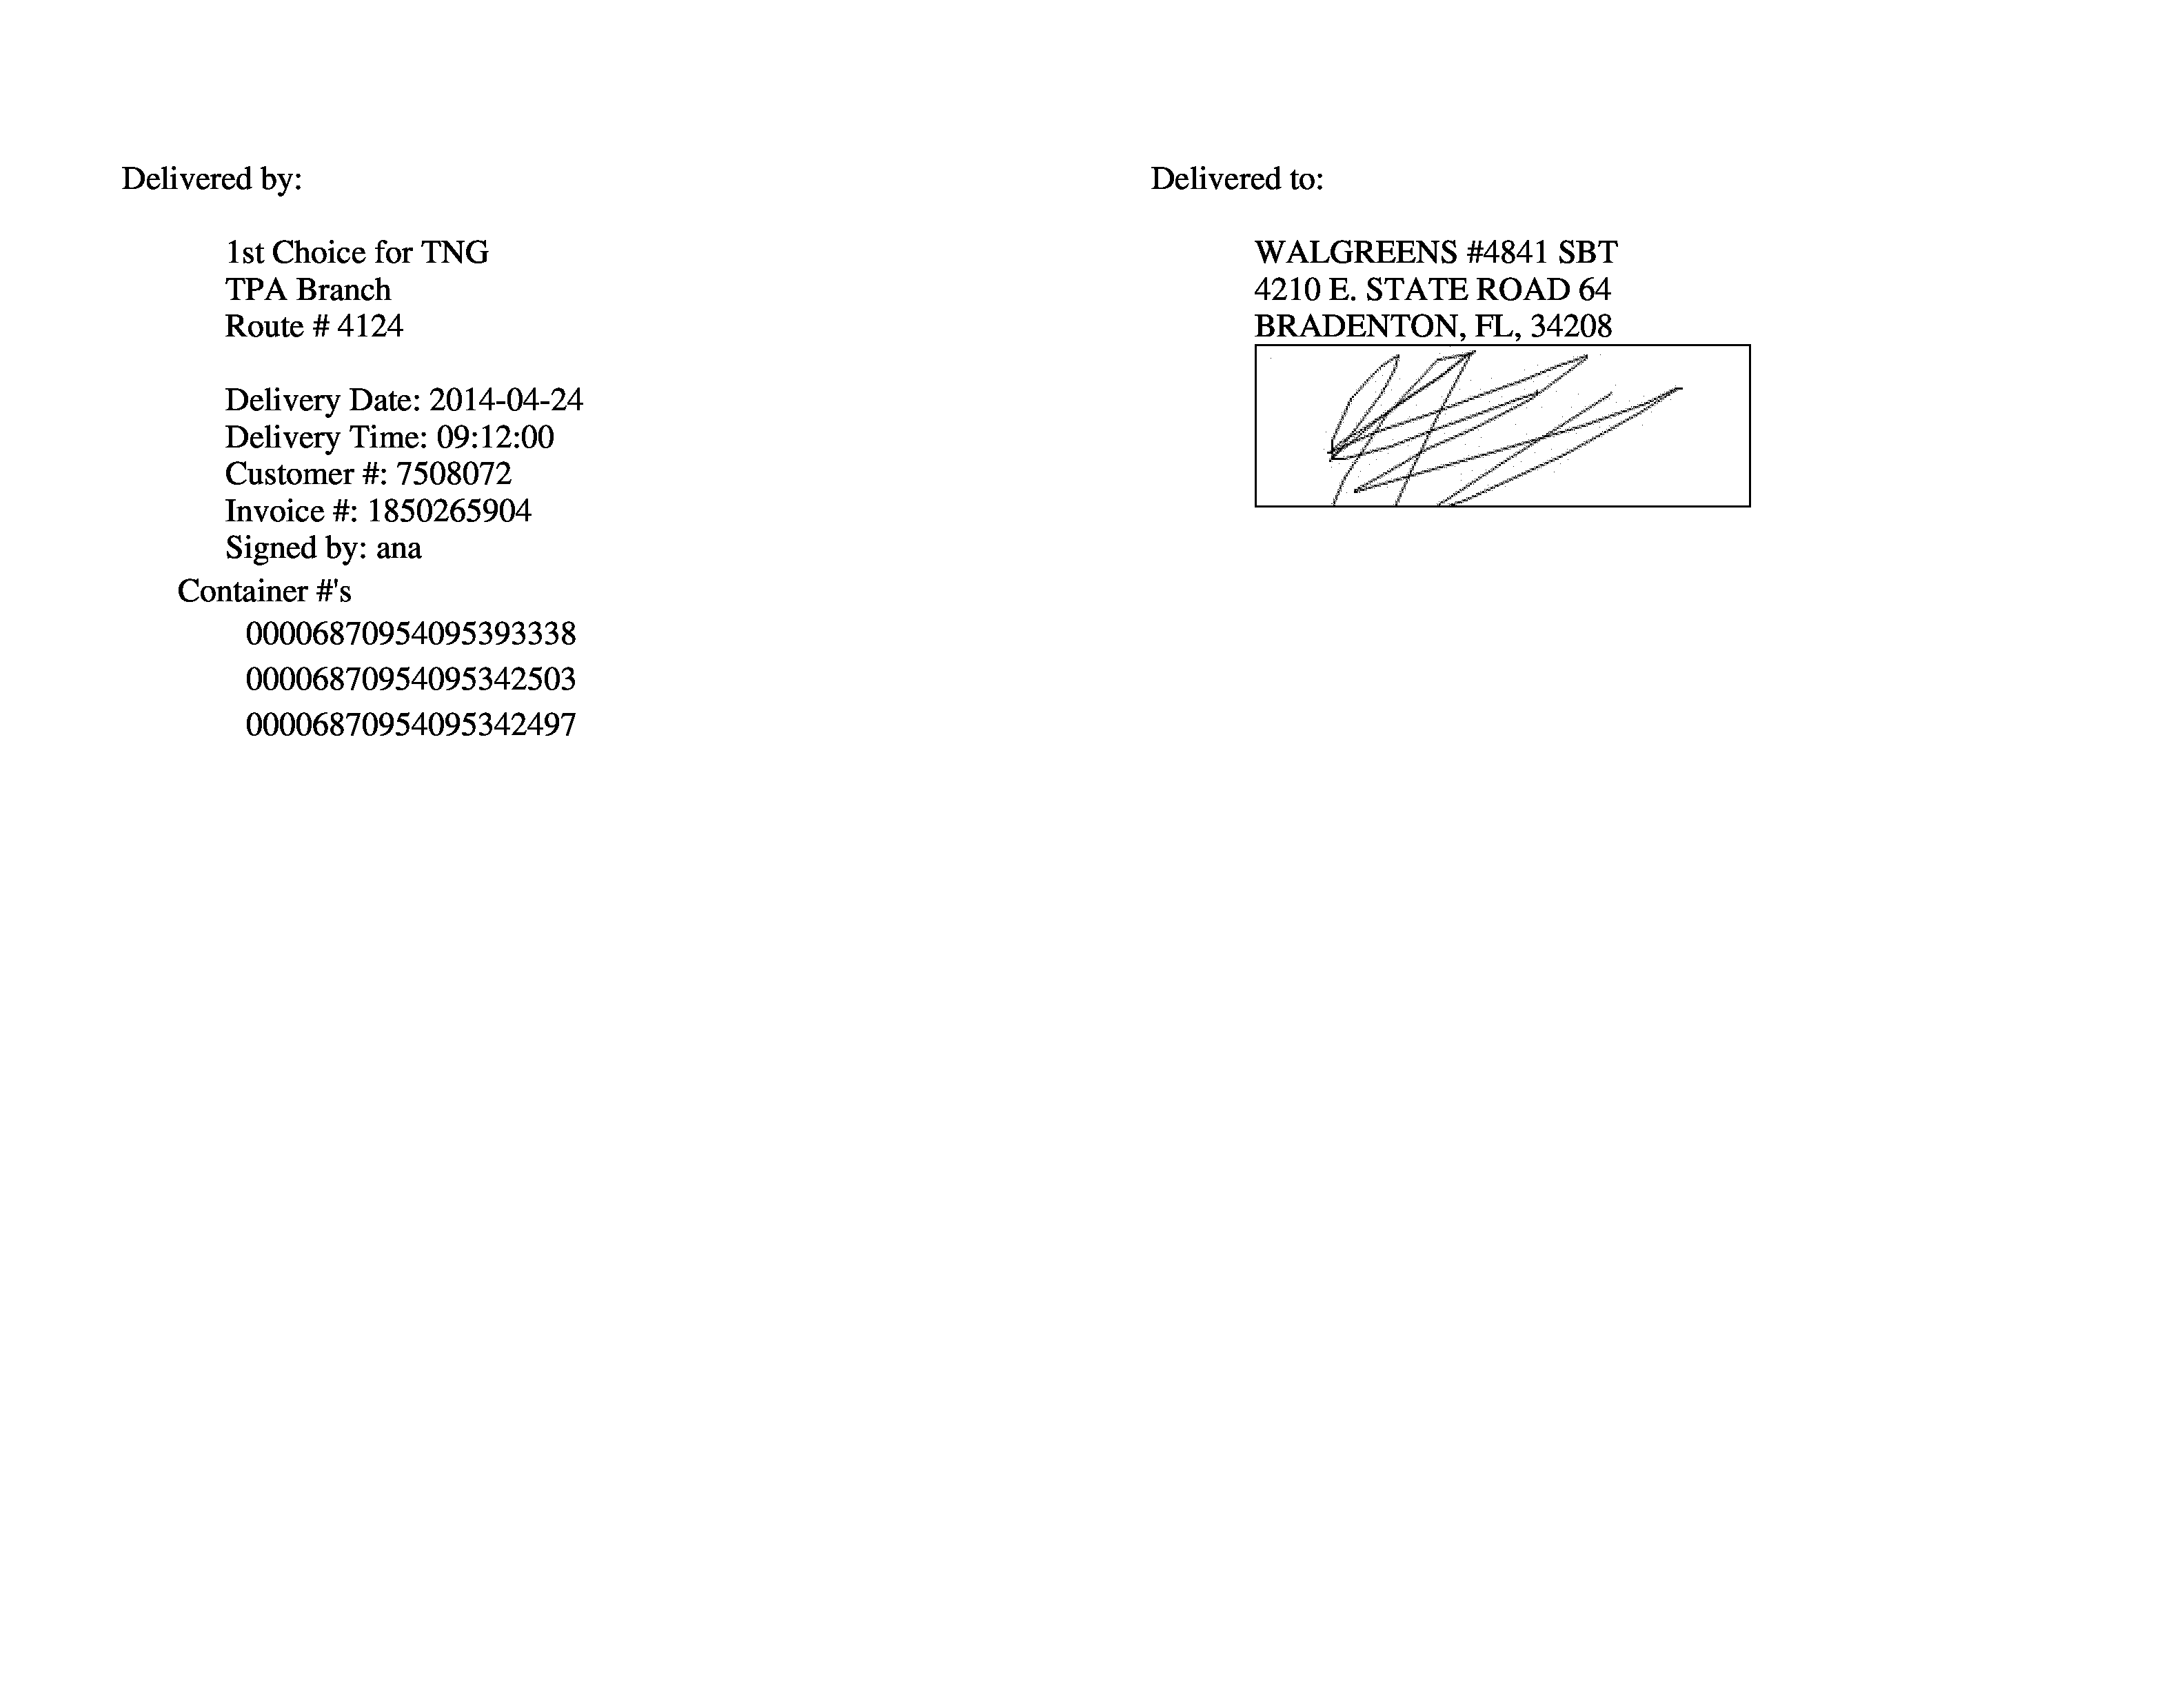 Delivered by:
1st Choice for TNG
TPA Branch
Route # 4124
Delivery Date: 2014-04-24
Delivery Time: 09:12:00
Customer #: 7508072
Invoice #: 1850265904
Signed by: ana
Container #'s
00006870954095393338
00006870954095342503
00006870954095342497
Delivered to:
WALGREENS #4841 SBT
4210 E. STATE ROAD 64
BRADENTON, FL, 34208